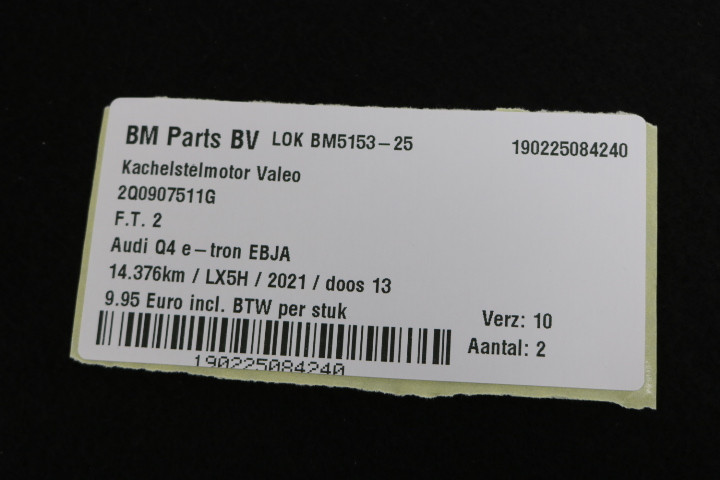 BM Parts BV LOK BM5153-25 190225084240
Kachelstelmotor Valeo
2Q0907511G
F.T. 2
Audi Q4 e-tron EBJA
14.376km / LX5H / 2021 / doos 13
9.95 Euro incl. BTW per stuk
Verz: 10
Aantal: 2
190225084240